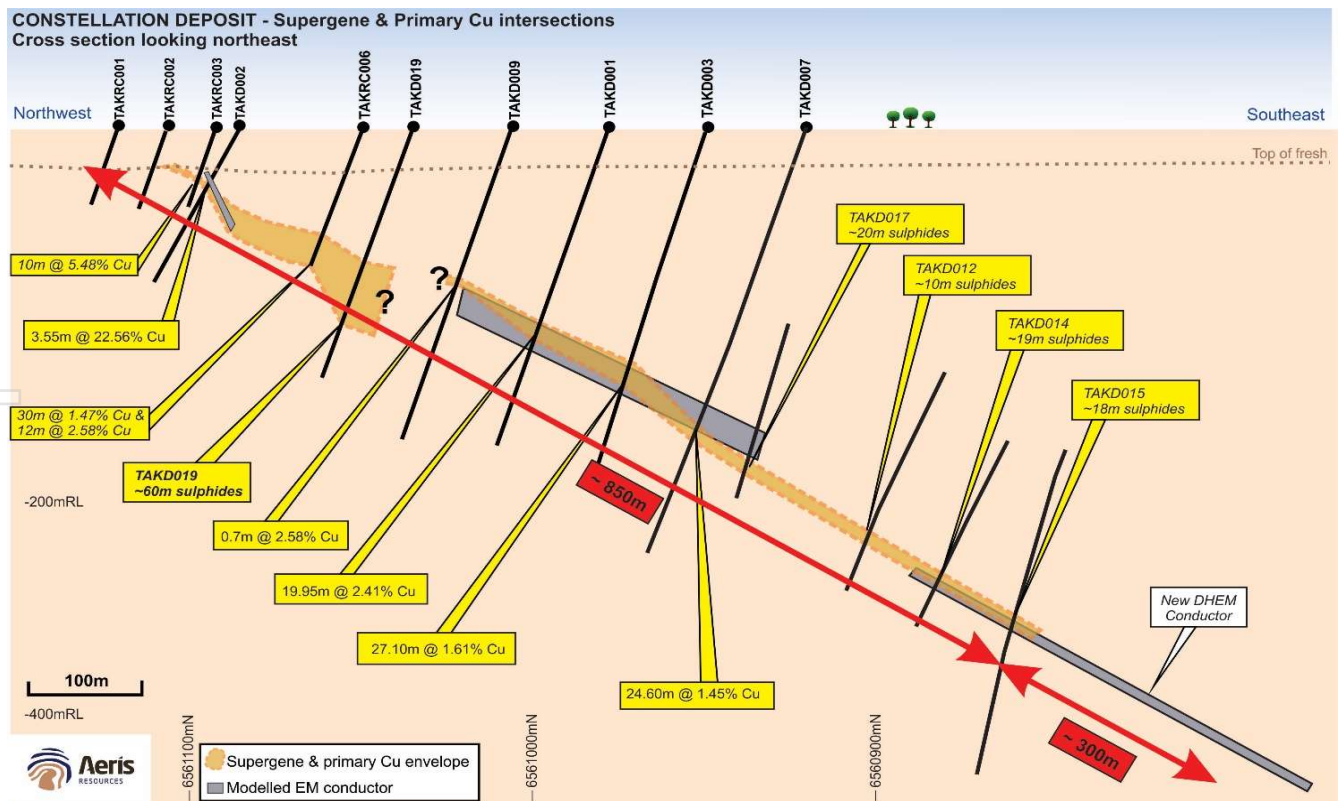 CONSTELLATION DEPOSIT - Supergene & Primary Cu intersections
Cross section looking northeast
TAKRC001
TAKRC002
TAKRC003
TAKD002
TAKRC006
TAKD019
TAKD009
TAKD001
TAKD003
TAKD007
Northwest
Southeast
Top of fresh
TAKD017
~20m sulphides
TAKD012
~10m sulphides
TAKD014
~19m sulphides
TAKD015
~18m sulphides
10m @ 5.48% Cu
?
?
3.55m @ 22.56% Cu
30m @ 1.47% Cu &
12m @ 2.58% Cu
TAKD019
~60m sulphides
-200mRL
~ 850m
0.7m @ 2.58% Cu
19.95m @ 2.41% Cu
27.10m @ 1.61% Cu
24.60m @ 1.45% Cu
New DHEM
Conductor
100m
-400mRL
~ 300m
6561100mN
6561000mN
6560900mN
Aeris
RESOURCES
Supergene & primary Cu envelope
Modelled EM conductor